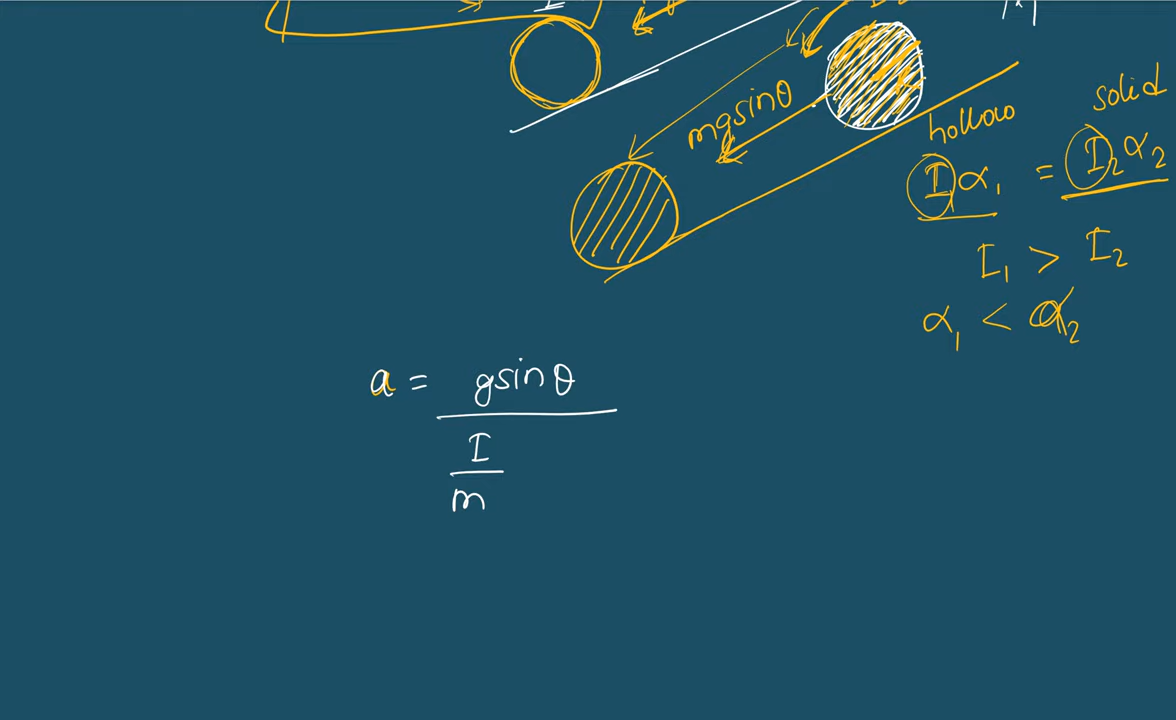 mgsinθ
hollow solid
I₁α₁ = I₂α₂
I₁ > I₂
α₁ < α₂
a = gsinθ
I
m